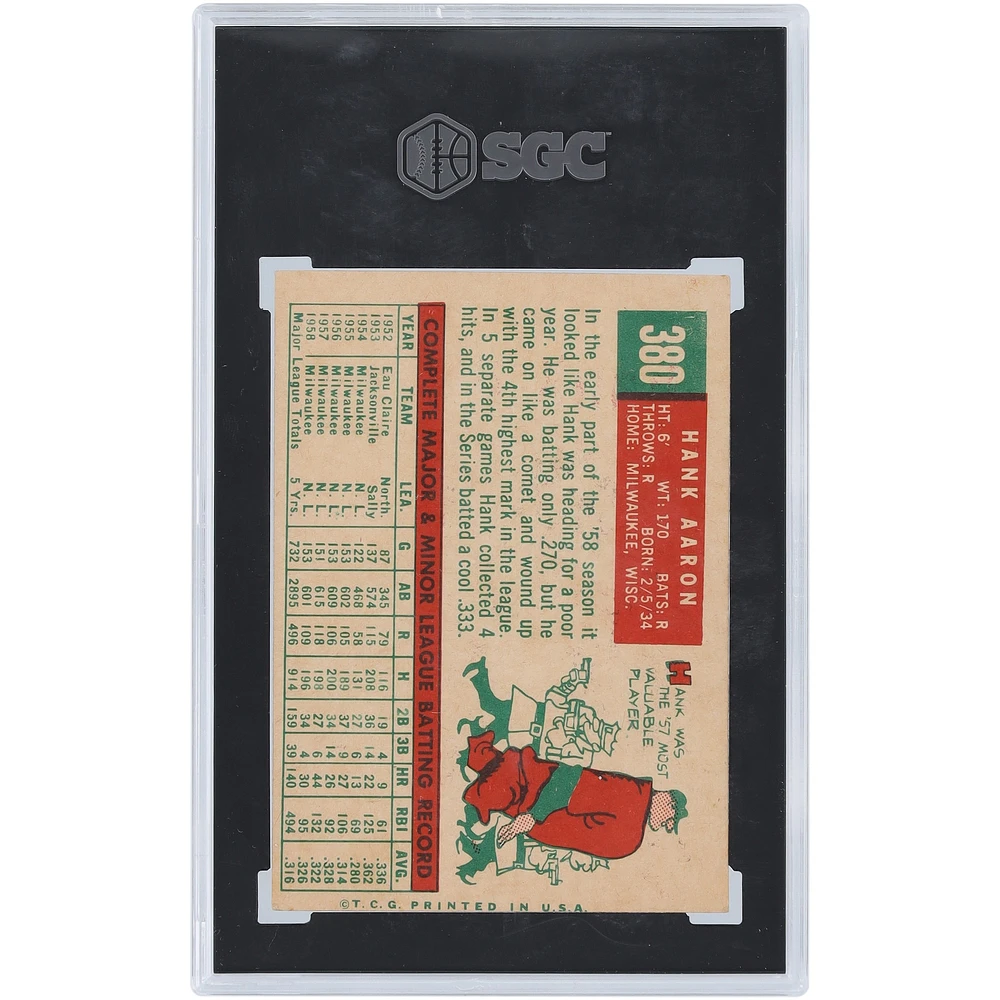 SGC
380
HANK AARON
HT: 6' WT: 170 BATS: R
THROWS: R BORN: 2/5/34
HOME: MILWAUKEE, WISC.
In the early part of the '58 season it
looked like Hank was heading for a poor
year. He was batting only .270, but he
came on like a comet and wound up
with the 4th highest mark in the league.
In 5 separate games Hank collected 4
hits, and in the Series batted a cool .333.
HANK WAS
THE '57 MOST
VALUABLE
PLAYER
COMPLETE MAJOR & MINOR LEAGUE BATTING RECORD
YEAR TEAM LEA. G AB R H 2B 3B HR RBI AVG.
1952 Eau Claire North 87 345 79 116 19 4 9 61 .336
1953 Jacksonville Sally 137 574 115 208 36 14 22 125 .362
1954 Milwaukee N. L. 122 468 58 131 27 6 13 69 .280
1955 Milwaukee N. L. 153 602 105 189 37 9 27 106 .314
1956 Milwaukee N. L. 153 609 106 200 34 14 26 92 .328
1957 Milwaukee N. L. 151 615 118 198 27 6 44 132 .322
1958 Milwaukee N. L. 153 601 109 196 34 4 30 95 .326
Major League Totals 5 Yrs. 732 2895 496 914 159 39 140 494 .316
©T.C.G. PRINTED IN U.S.A.